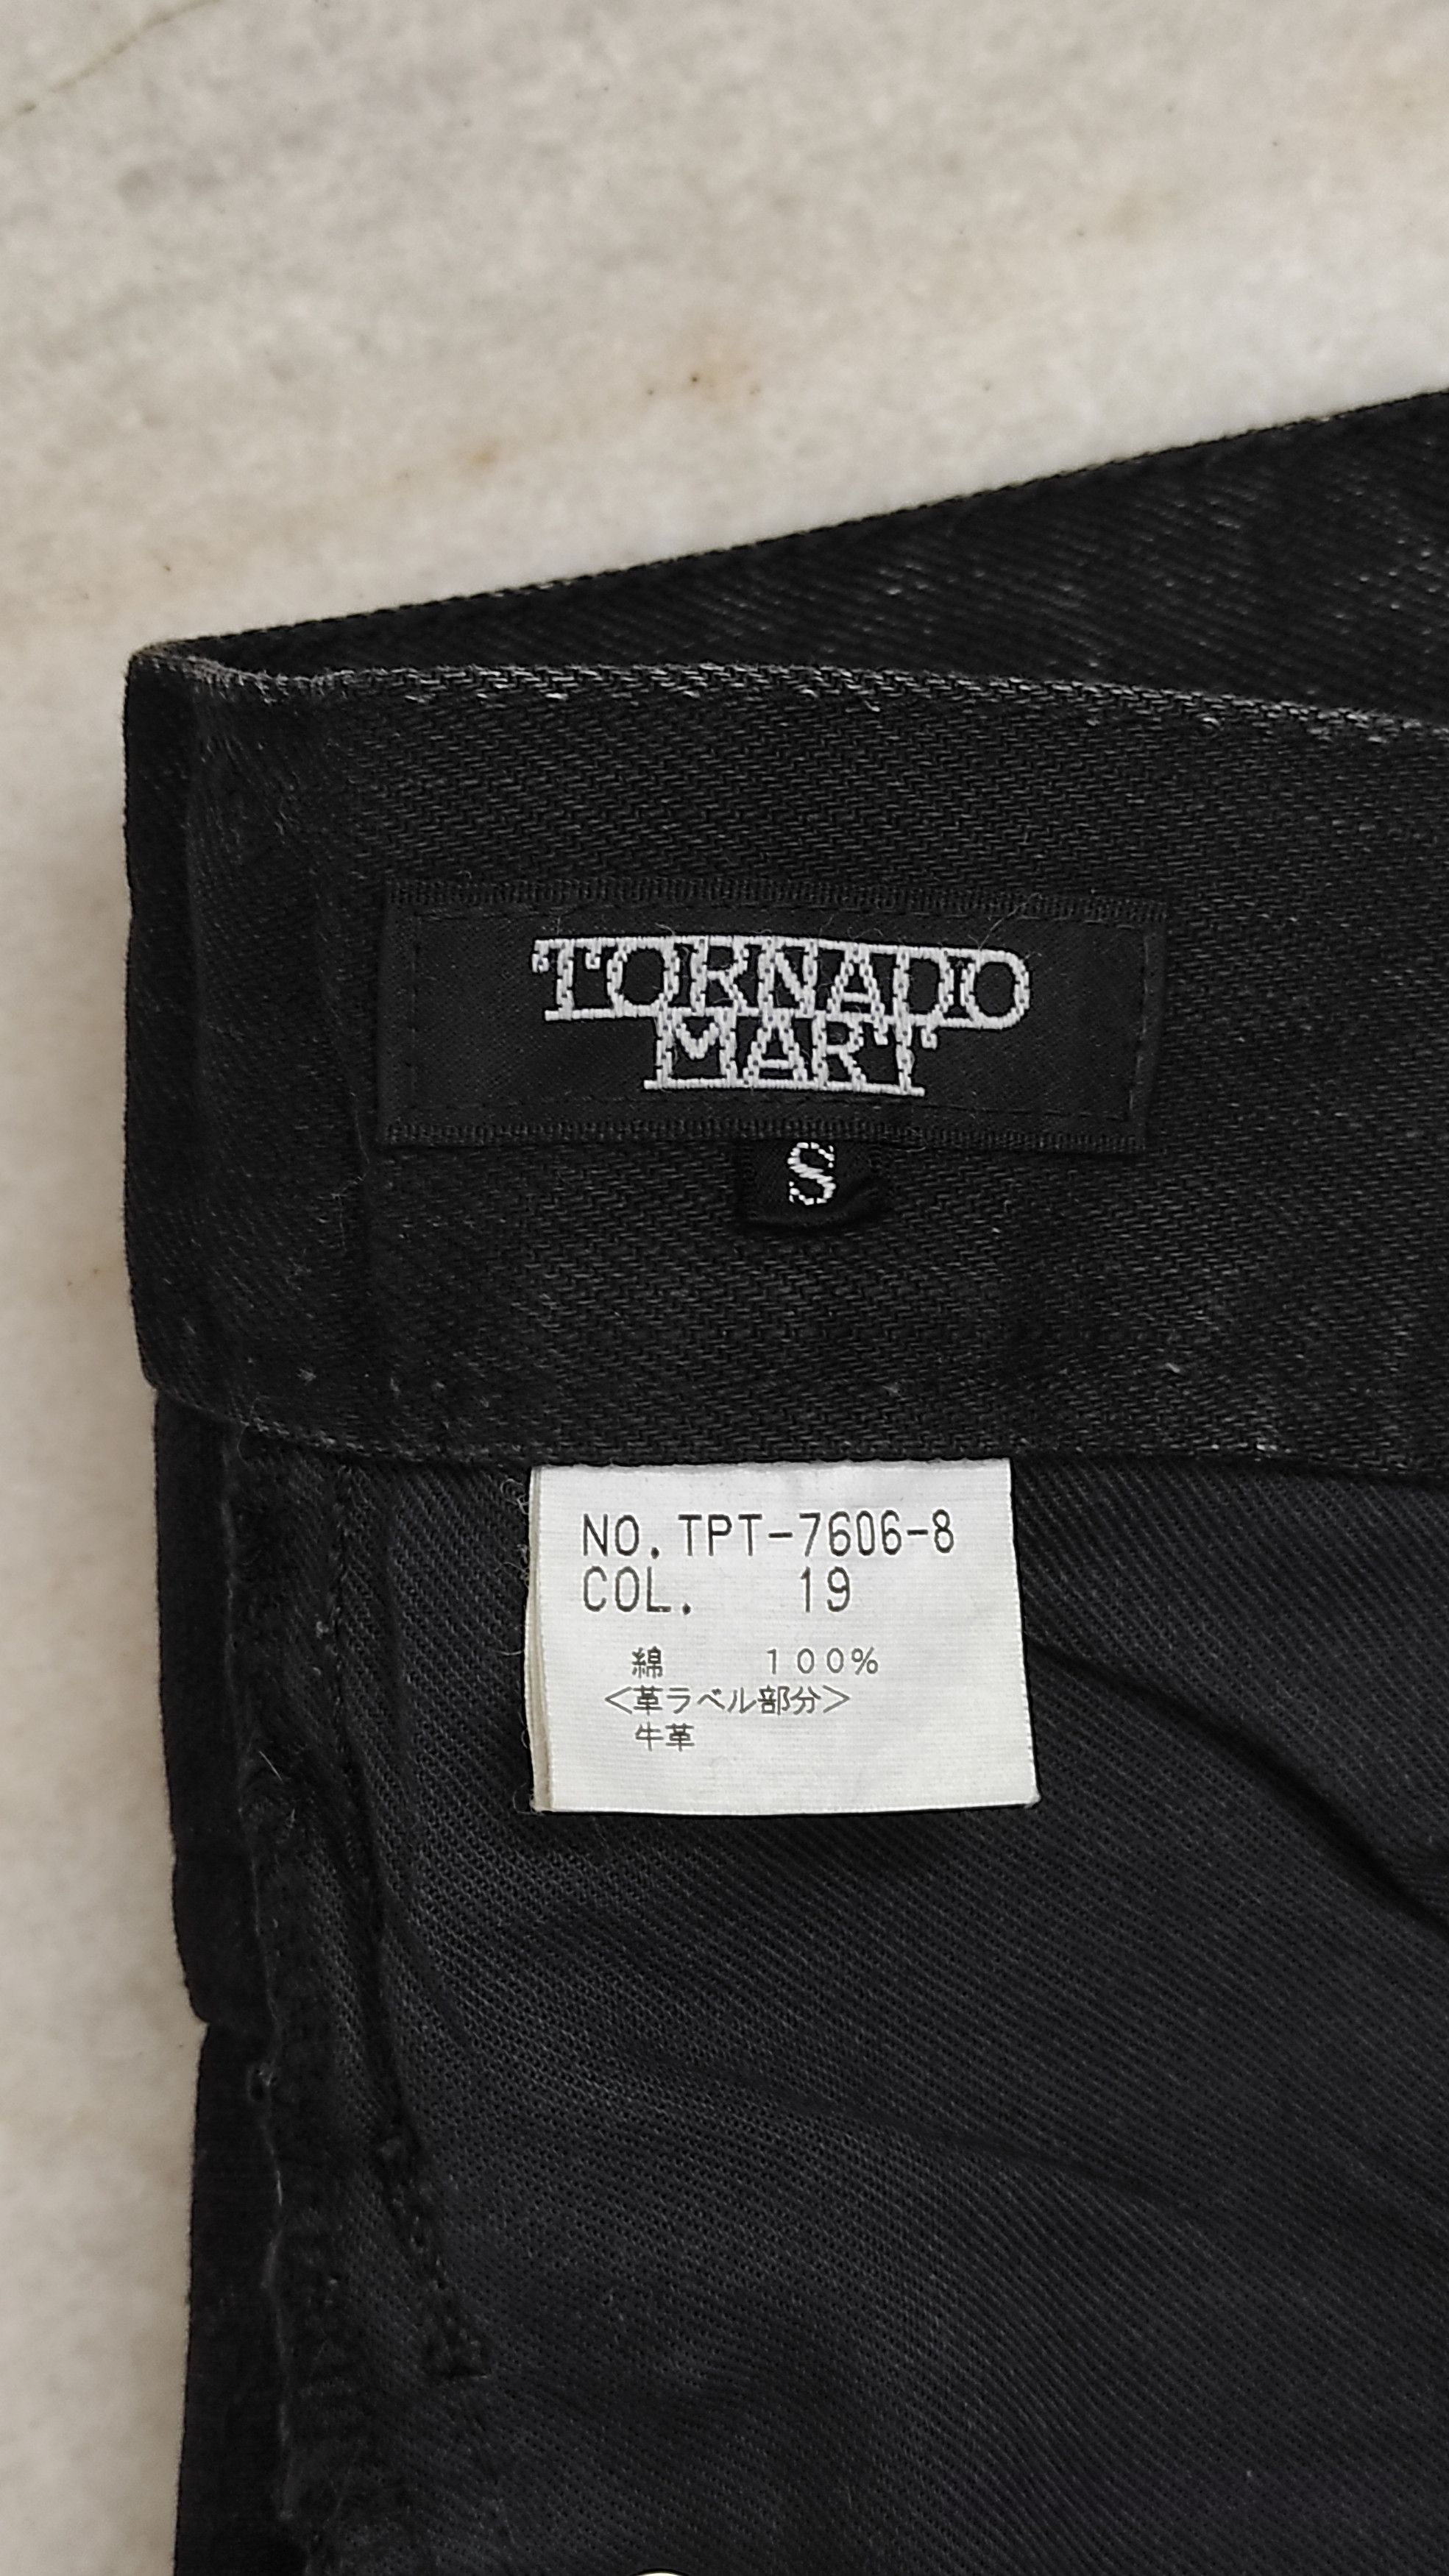 TORNADO
MART
S
NO. TPT-7606-8
COL. 19
綿 100%
<革ラベル部分>
牛革